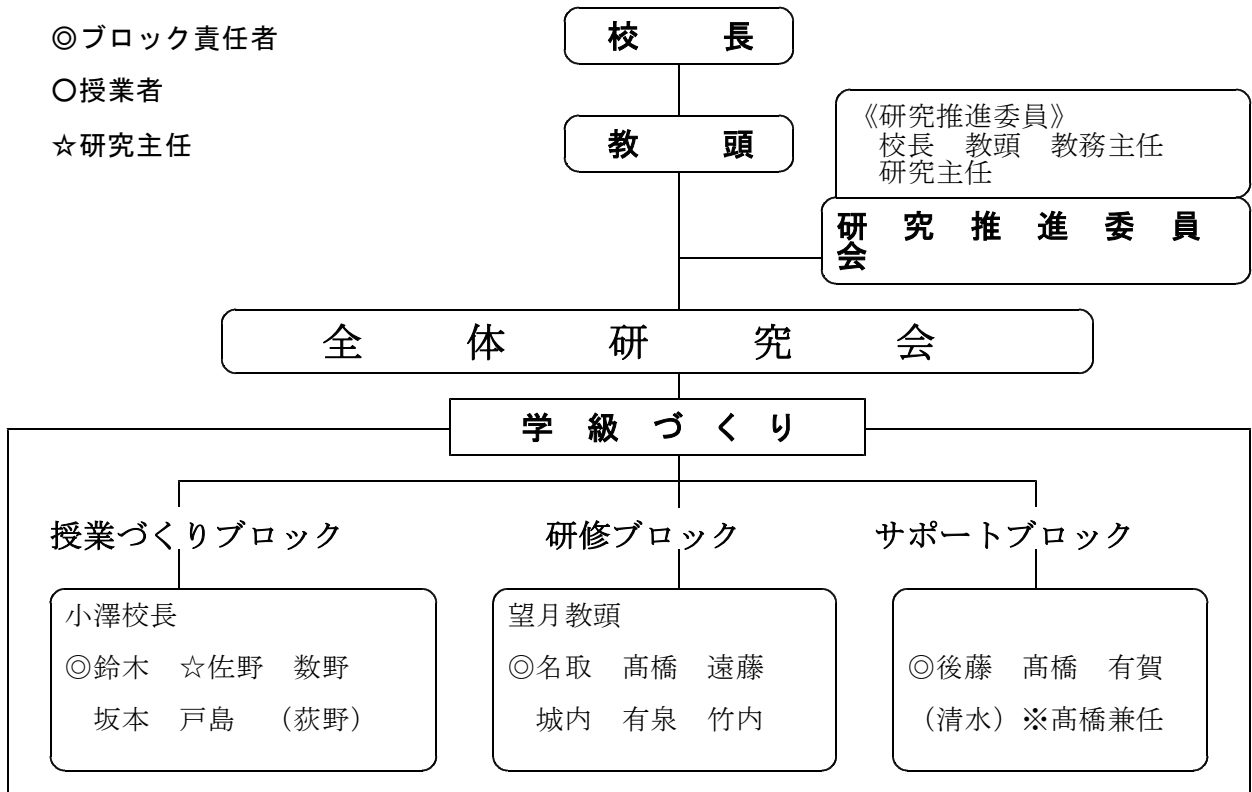 ◎ブロック責任者
〇授業者
☆研究主任
校　長
教　頭
《研究推進委員》
校長　教頭　教務主任
研究主任
研究推進委員
会
全体研究会
学級づくり
授業づくりブロック
小澤校長
◎鈴木　☆佐野　数野
坂本　戸島　（荻野）
研修ブロック
望月教頭
◎名取　髙橋　遠藤
城内　有泉　竹内
サポートブロック
◎後藤　髙橋　有賀
（清水）※髙橋兼任